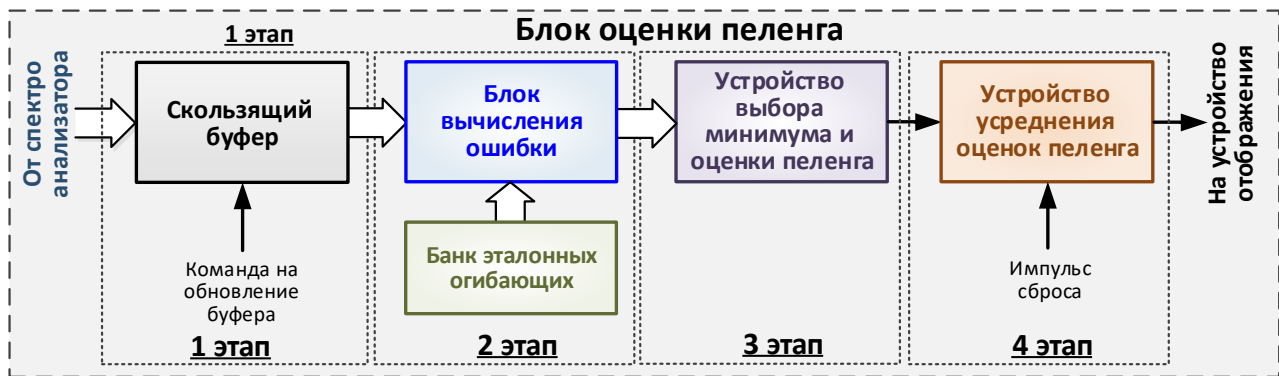 Блок оценки пеленга
1 этап
От спектро
анализатора
Скользящий
буфер
Команда на
обновление
буфера
1 этап
Блок
вычисления
ошибки
Банк эталонных
огибающих
2 этап
Устройство
выбора
минимума и
оценки пеленга
3 этап
Устройство
усреднения
оценок пеленга
Импульс
сброса
4 этап
На устройство
отображения